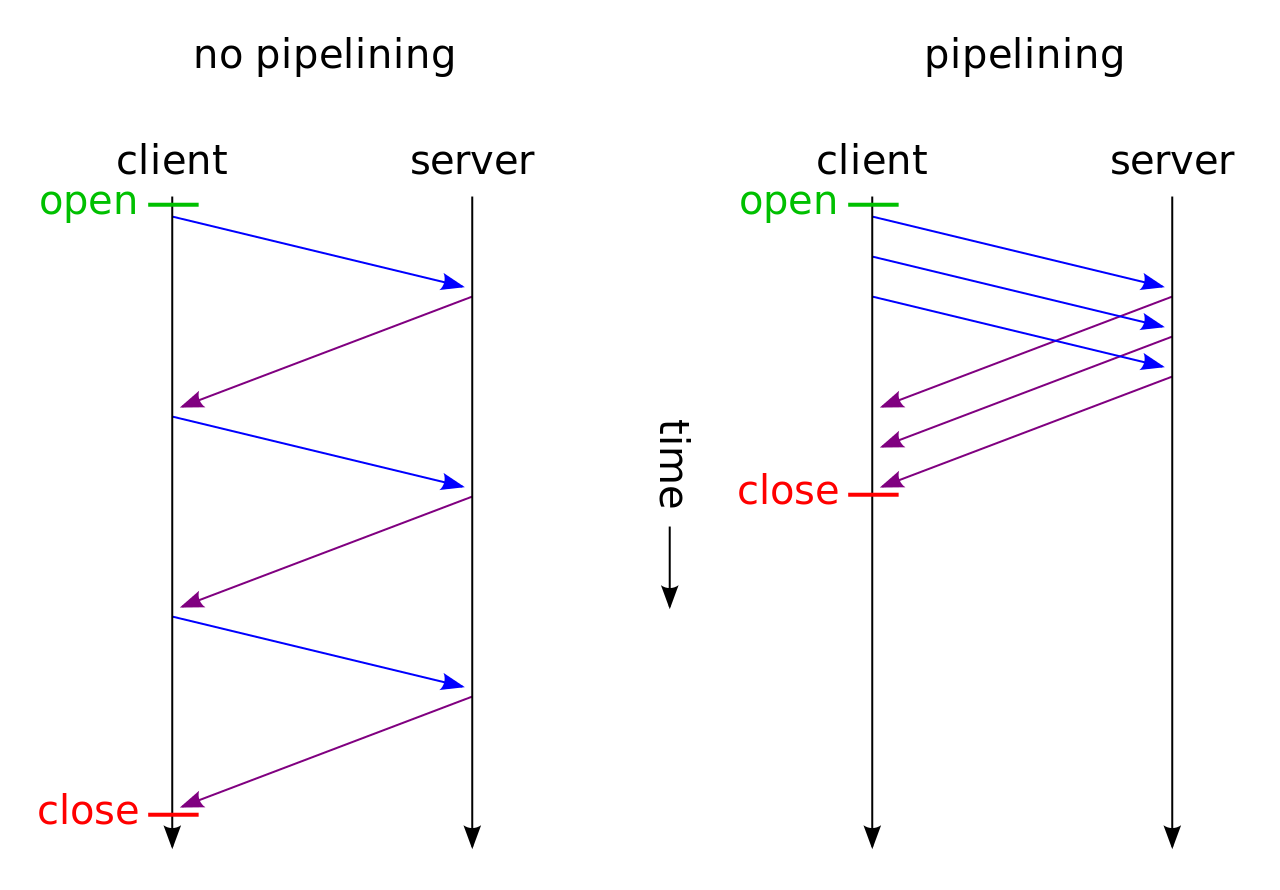 no pipelining
pipelining
client
server
client
server
open
open
time
close
close